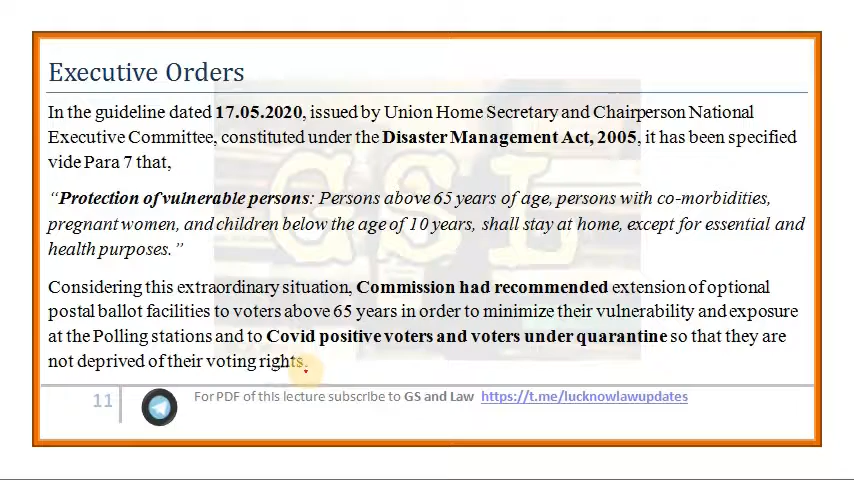 Executive Orders
In the guideline dated 17.05.2020, issued by Union Home Secretary and Chairperson National
Executive Committee, constituted under the Disaster Management Act, 2005, it has been specified
vide Para 7 that,
“Protection of vulnerable persons: Persons above 65 years of age, persons with co-morbidities,
pregnant women, and children below the age of 10 years, shall stay at home, except for essential and
health purposes.”
Considering this extraordinary situation, Commission had recommended extension of optional
postal ballot facilities to voters above 65 years in order to minimize their vulnerability and exposure
at the Polling stations and to Covid positive voters and voters under quarantine so that they are
not deprived of their voting rights.
GSL
11
For PDF of this lecture subscribe to GS and Law https://t.me/lucknowlawupdates